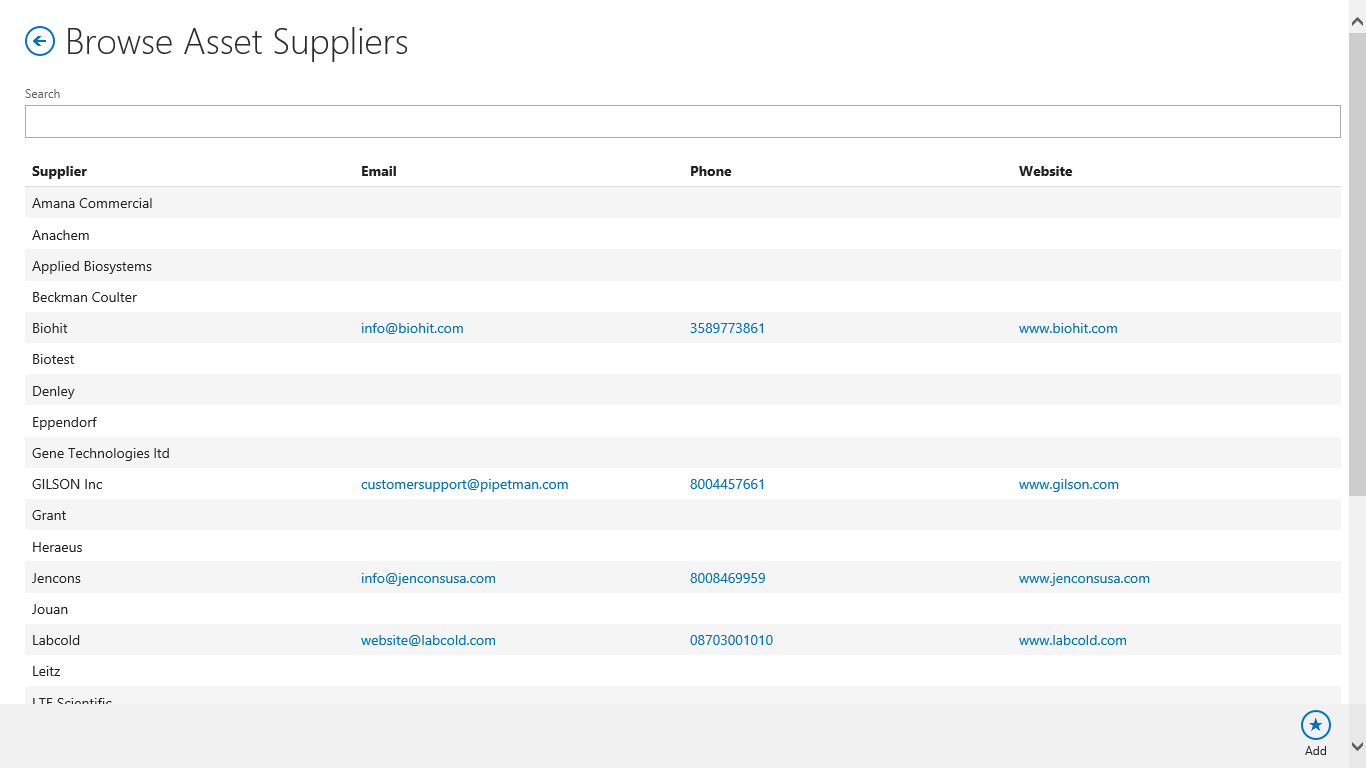 Browse Asset Suppliers
Search
Supplier Email Phone Website
Amana Commercial
Anachem
Applied Biosystems
Beckman Coulter
Biohit info@biohit.com 3589773861 www.biohit.com
Biotest
Denley
Eppendorf
Gene Technologies ltd
GILSON Inc customersupport@pipetman.com 8004457661 www.gilson.com
Grant
Heraeus
Jencons info@jenconsusa.com 8008469959 www.jenconsusa.com
Jouan
Labcold website@labcold.com 08703001010 www.labcold.com
Leitz
LTE Scientific
Add